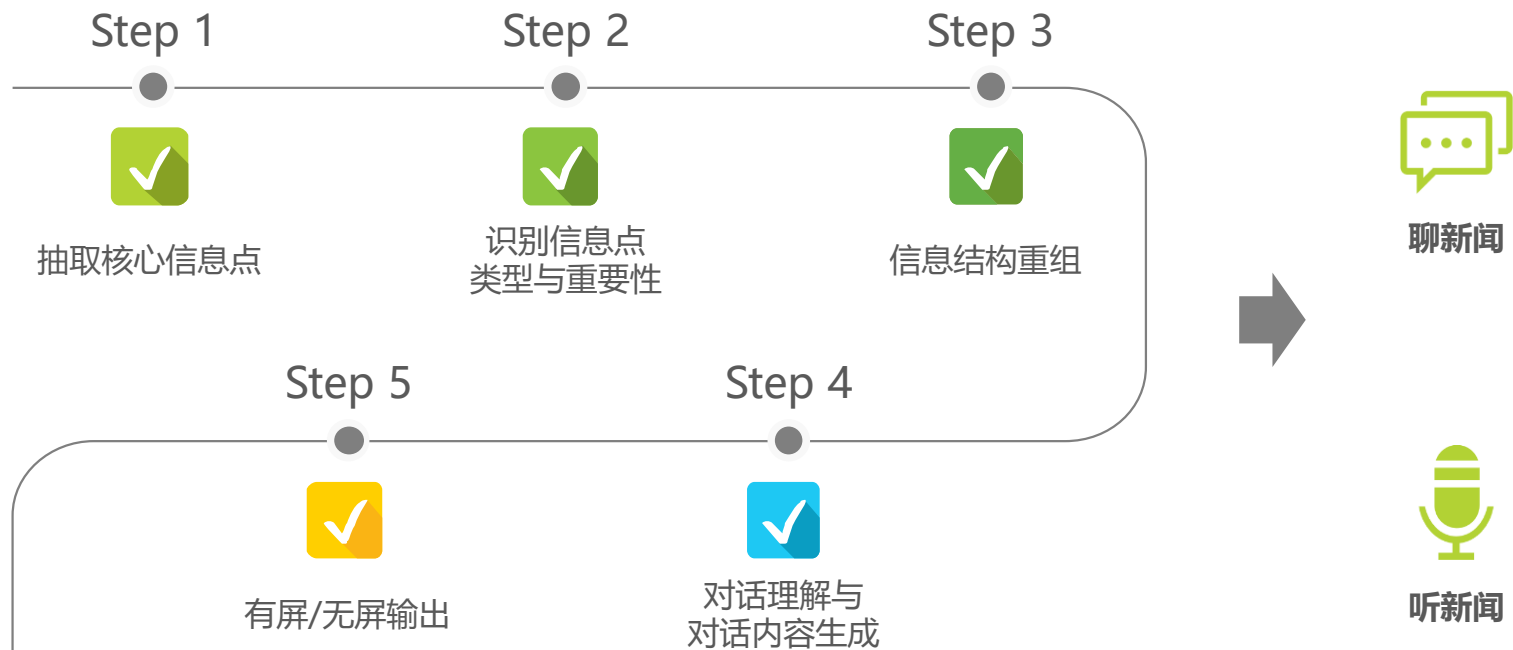 Step 1
抽取核心信息点
Step 2
识别信息点
类型与重要性
Step 3
信息结构重组
Step 4
对话理解与
对话内容生成
Step 5
有屏/无屏输出
聊新闻
听新闻